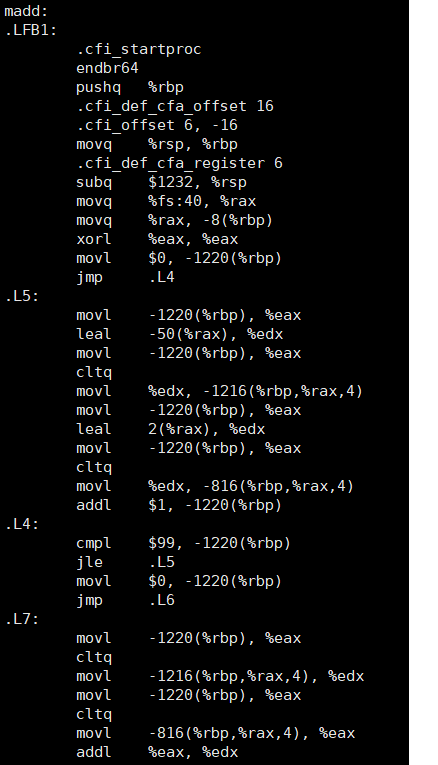 madd:
.LFB1:
.cfi_startproc
endbr64
pushq %rbp
.cfi_def_cfa_offset 16
.cfi_offset 6, -16
movq %rsp, %rbp
.cfi_def_cfa_register 6
subq $1232, %rsp
movq %fs:40, %rax
movq %rax, -8(%rbp)
xorl %eax, %eax
movl $0, -1220(%rbp)
jmp .L4
.L5:
movl -1220(%rbp), %eax
leal -50(%rax), %edx
movl -1220(%rbp), %eax
cltq
movl %edx, -1216(%rbp,%rax,4)
movl -1220(%rbp), %eax
leal 2(%rax), %edx
movl -1220(%rbp), %eax
cltq
movl %edx, -816(%rbp,%rax,4)
addl $1, -1220(%rbp)
.L4:
cmpl $99, -1220(%rbp)
jle .L5
movl $0, -1220(%rbp)
jmp .L6
.L7:
movl -1220(%rbp), %eax
cltq
movl -1216(%rbp,%rax,4), %edx
movl -1220(%rbp), %eax
cltq
movl -816(%rbp,%rax,4), %eax
addl %eax, %edx